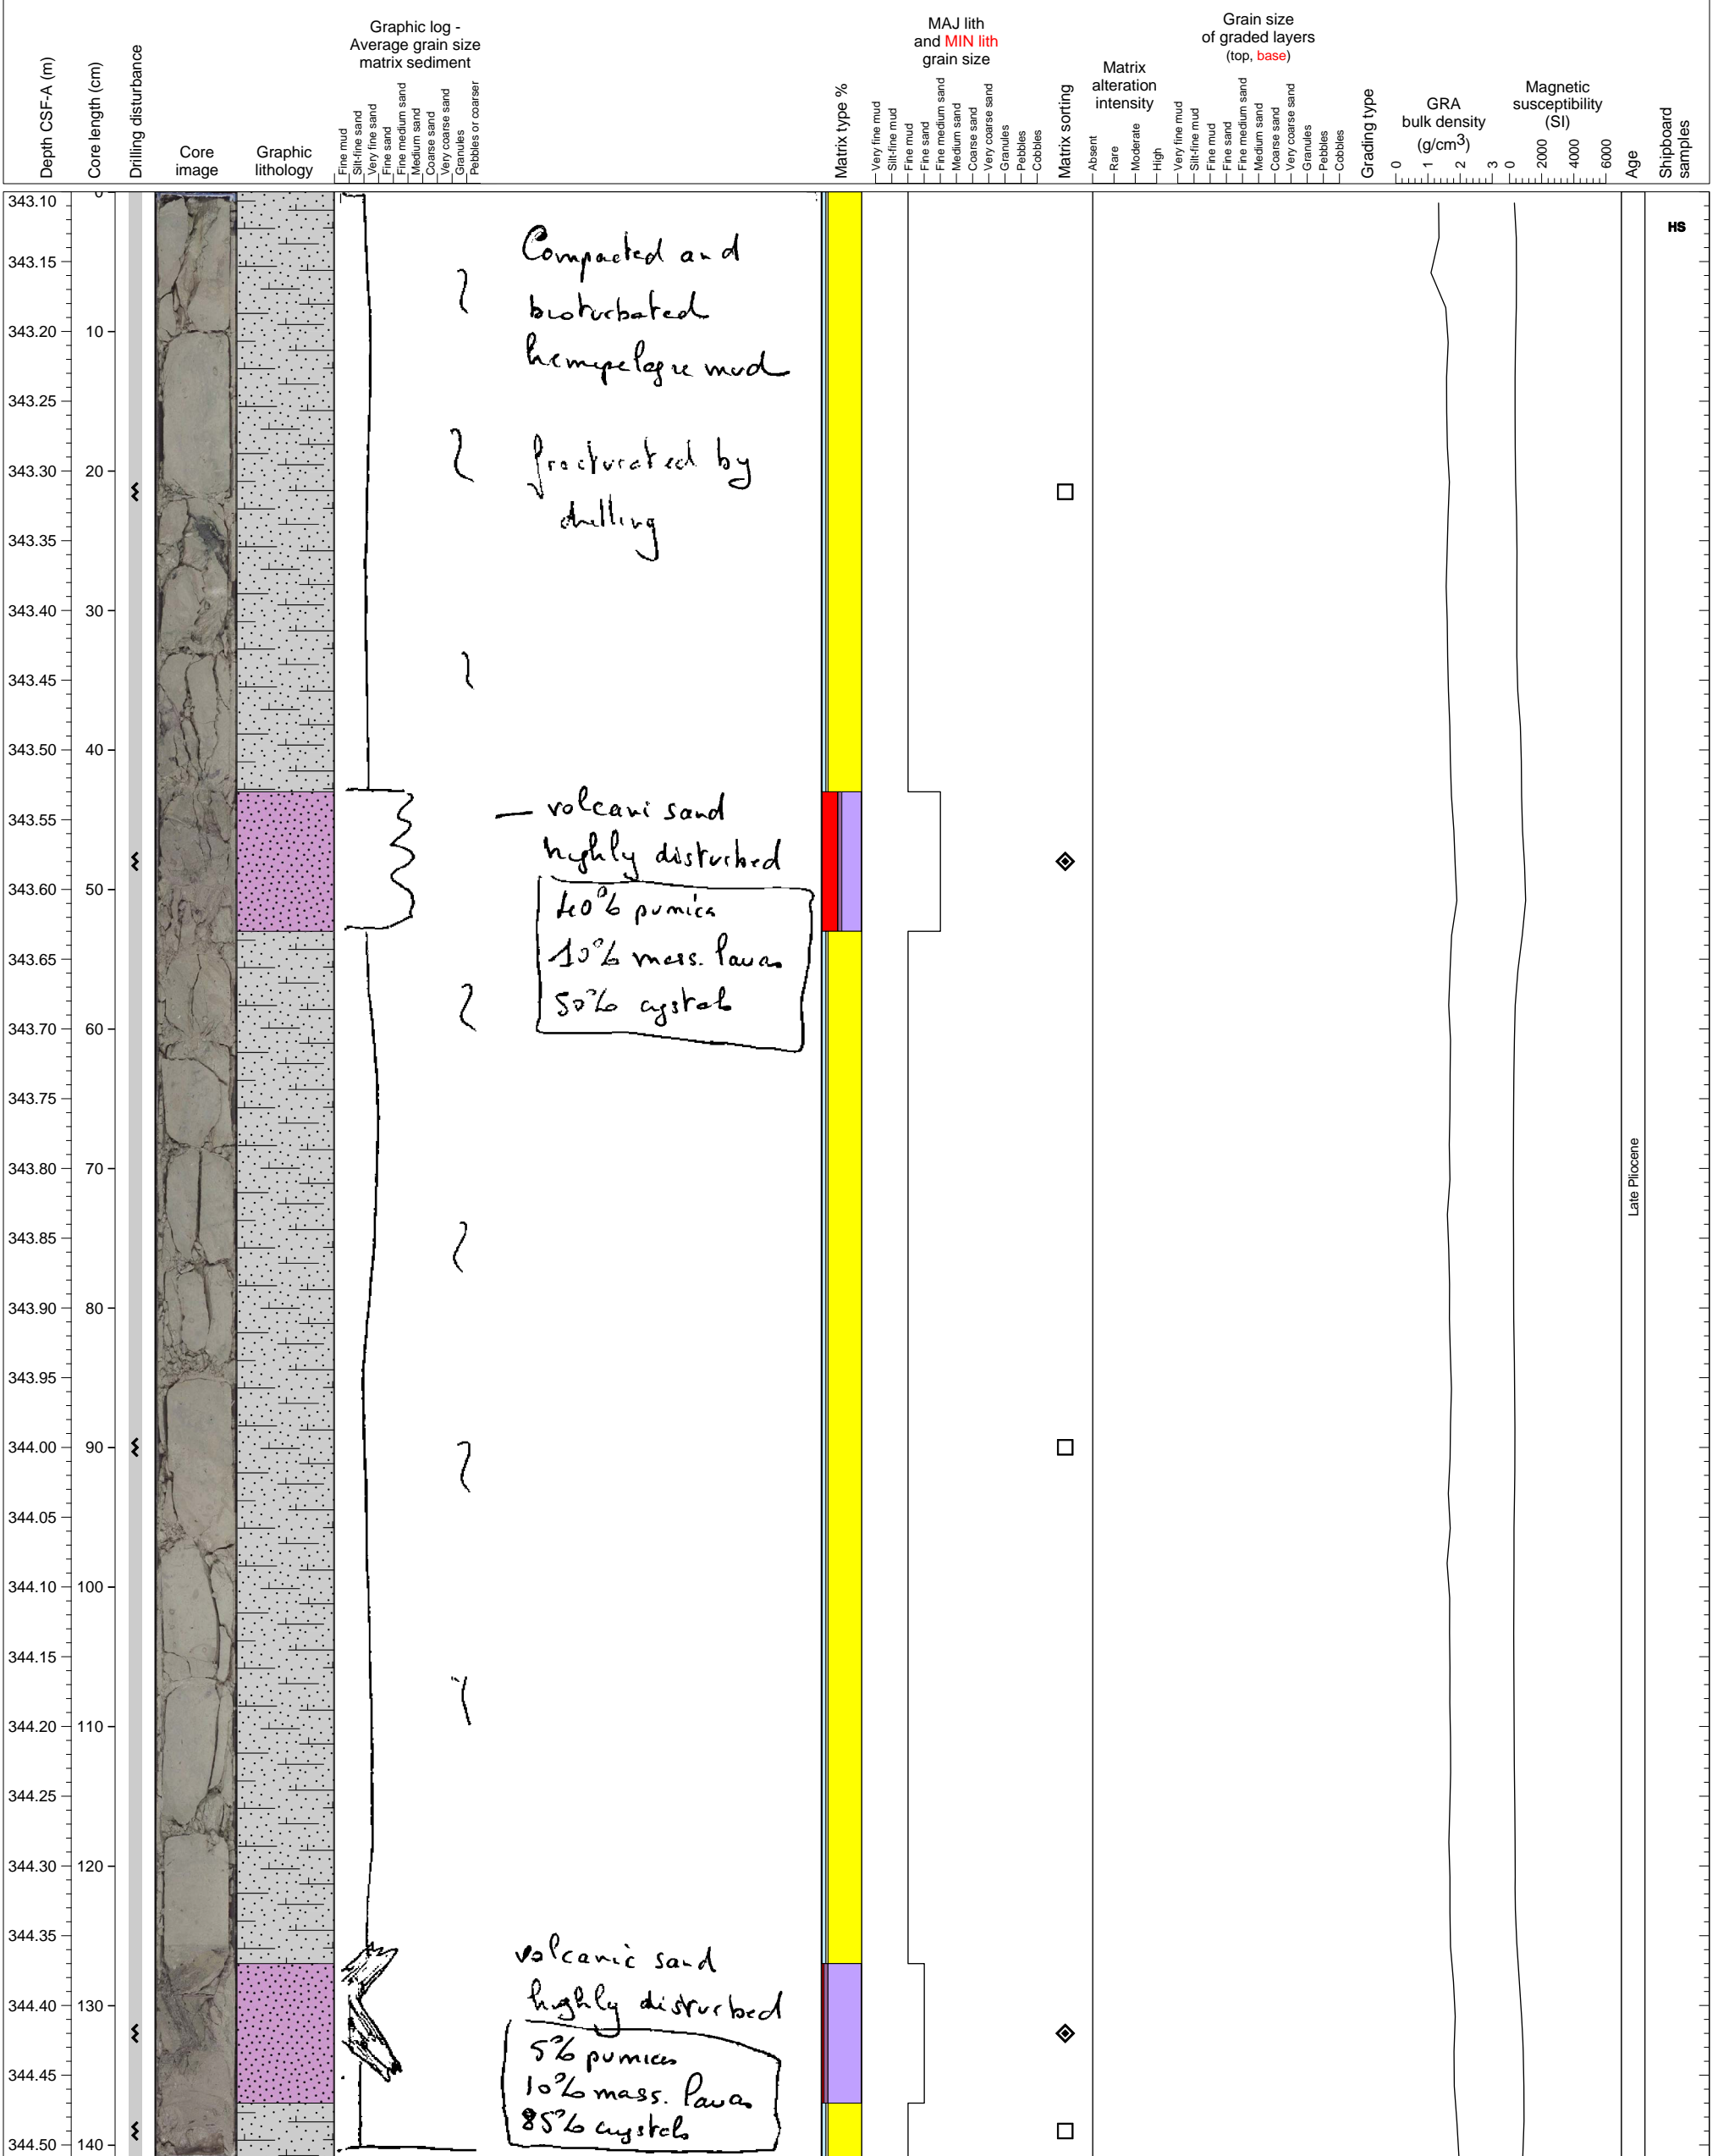 Depth CSF-A (m)
Core length (cm)
Drilling disturbance
Core
image
Graphic
lithology
Graphic log -
Average grain size
matrix sediment
Fine mud
Silt-fine sand
Very fine sand
Fine sand
Fine medium sand
Medium sand
Coarse sand
Very coarse sand
Granules
Pebbles or coarser
Matrix type %
MAJ lith
and MIN lith
grain size
Very fine mud
Silt-fine mud
Fine mud
Fine sand
Fine medium sand
Medium sand
Coarse sand
Very coarse sand
Granules
Pebbles
Cobbles
Matrix sorting
Matrix
alteration
intensity
Absent
Rare
Moderate
High
Grain size
of graded layers
(top, base)
Very fine mud
Silt-fine mud
Fine mud
Fine sand
Fine medium sand
Medium sand
Coarse sand
Very coarse sand
Granules
Pebbles
Cobbles
Grading type
GRA
bulk density
(g/cm3)
0 1 2 3
Magnetic
susceptibility
(SI)
0 2000 4000 6000
Age
Shipboard
samples
343.10
343.15
343.20
343.25
343.30
343.35
343.40
343.45
343.50
343.55
343.60
343.65
343.70
343.75
343.80
343.85
343.90
343.95
344.00
344.05
344.10
344.15
344.20
344.25
344.30
344.35
344.40
344.45
344.50
0
10
20
30
40
50
60
70
80
90
100
110
120
130
140
Compacted and
bioturbated
hemipelagic mud
fracturated by
drilling
volcani sand
highly disturbed
40% pumice
10% mass. lavas
50% crystals
volcanic sand
highly disturbed
5% pumices
10% mass. lavas
85% crystals
HS
Late Pliocene